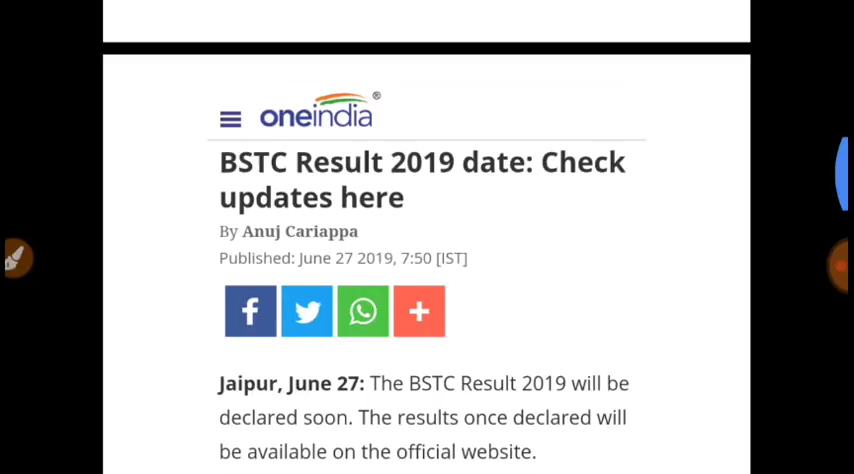 oneindia
BSTC Result 2019 date: Check
updates here
By Anuj Cariappa
Published: June 27 2019, 7:50 [IST]
Jaipur, June 27: The BSTC Result 2019 will be
declared soon. The results once declared will
be available on the official website.